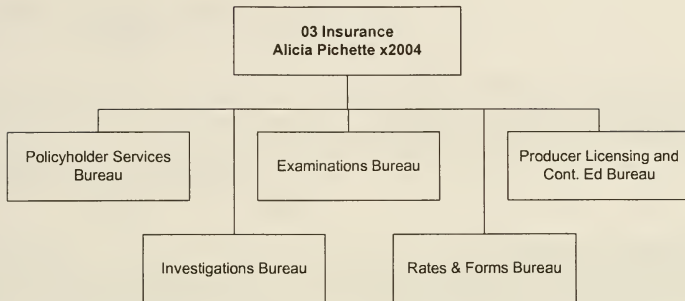 03 Insurance
Alicia Pichette x2004
Policyholder Services
Bureau
Examinations Bureau
Producer Licensing and
Cont. Ed Bureau
Investigations Bureau
Rates & Forms Bureau